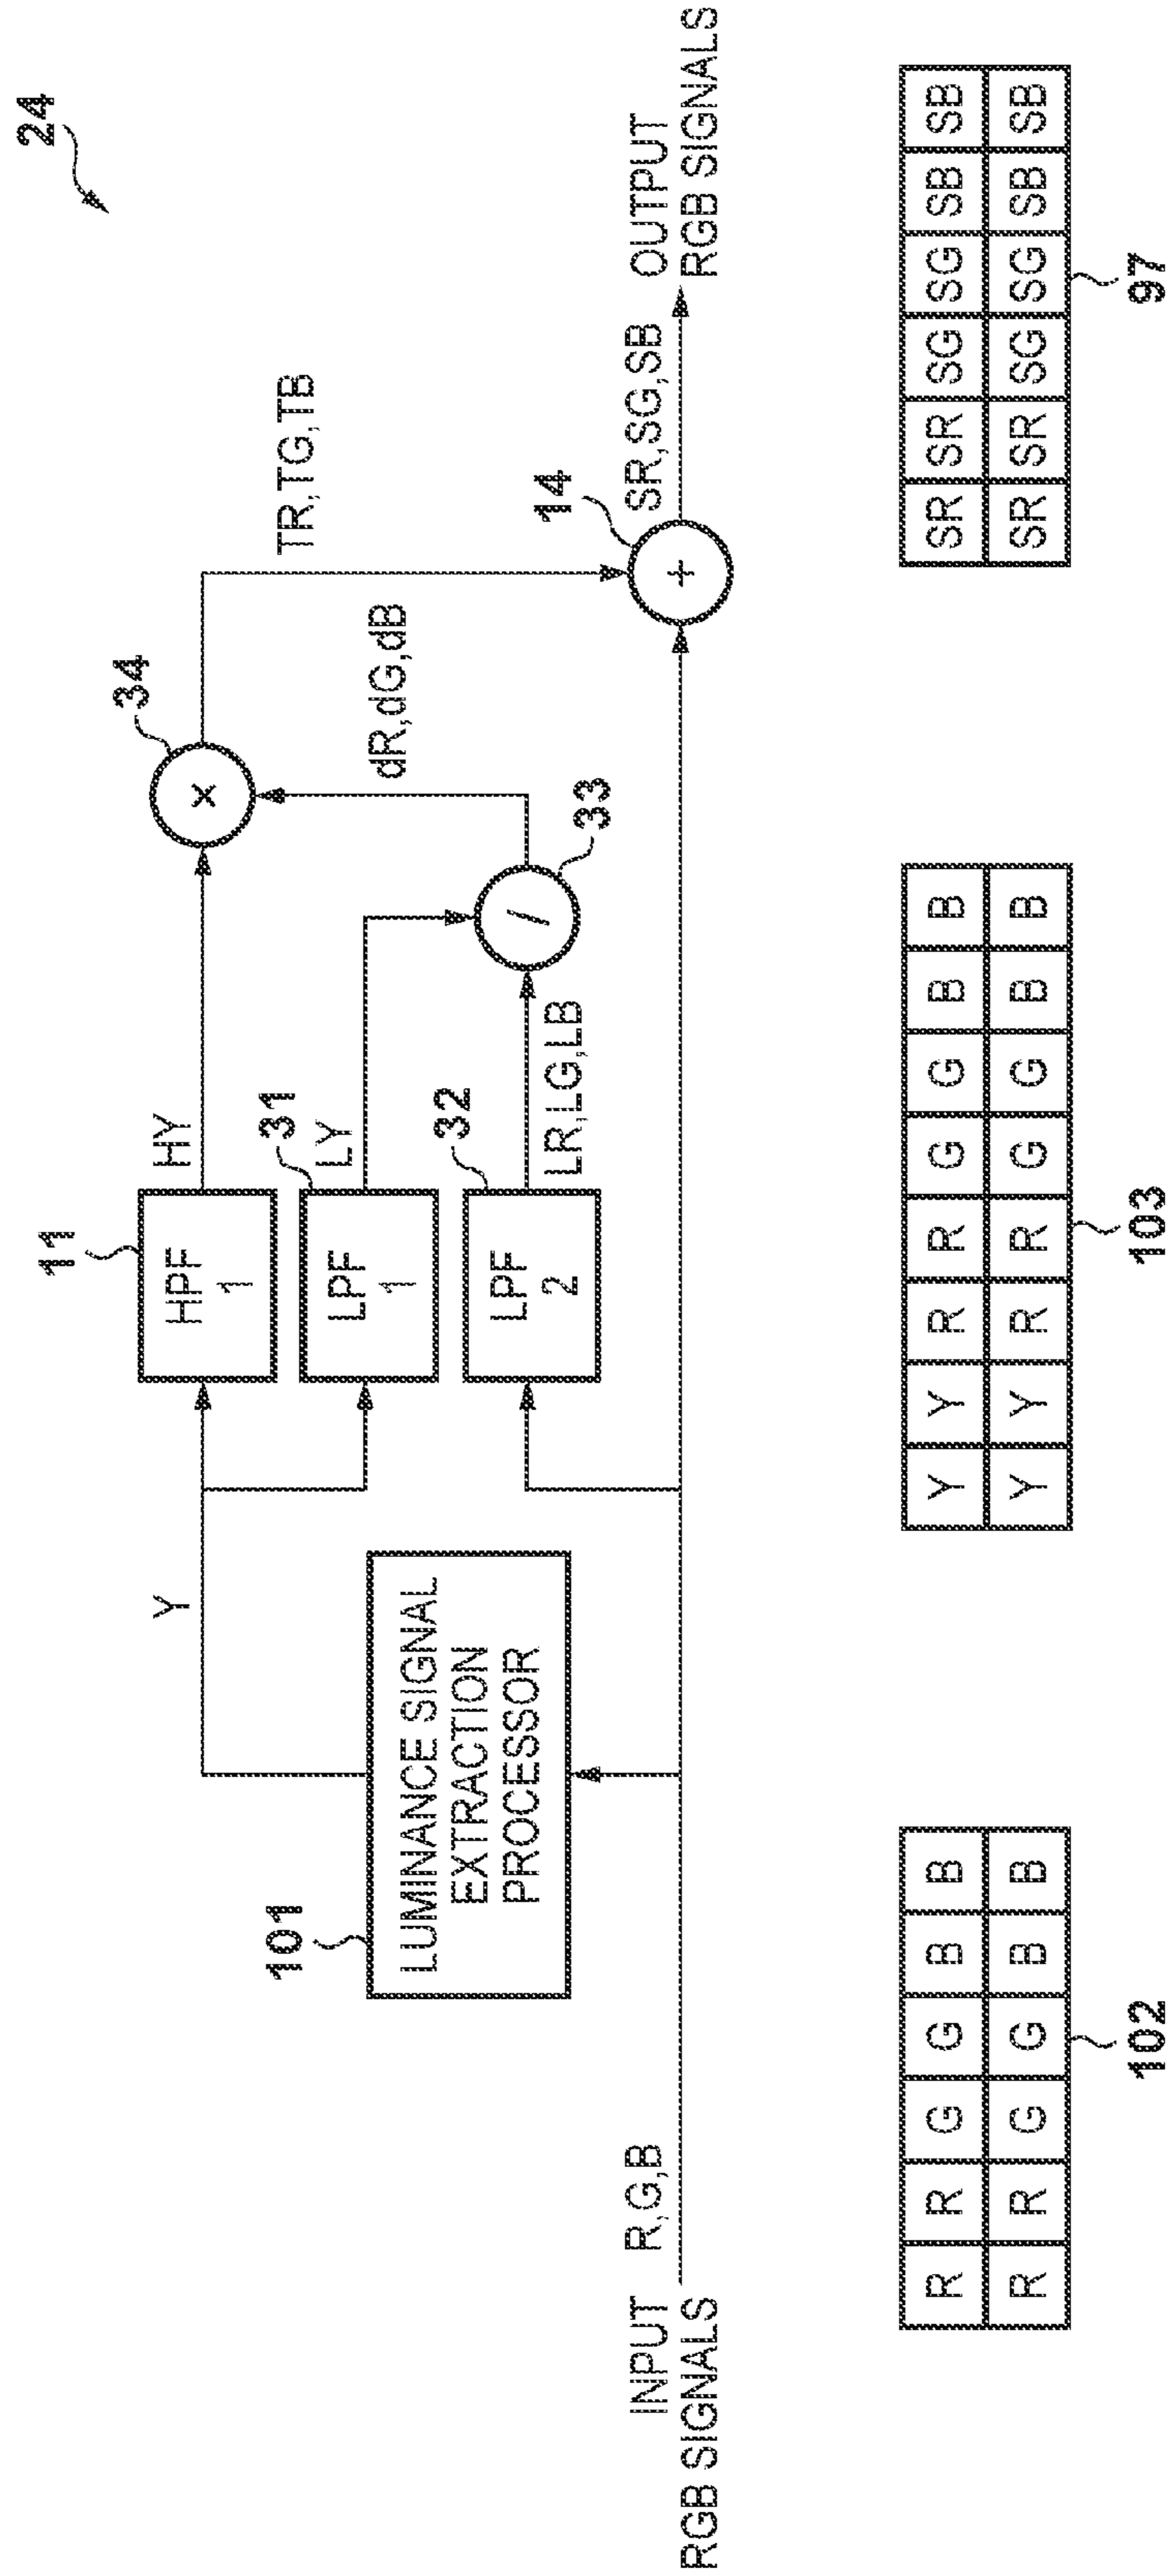 24
INPUT
RGB SIGNALS
R,G,B
101
LUMINANCE SIGNAL
EXTRACTION
PROCESSOR
Y
11
HPF
1
HY
31
LPF
1
LY
32
LPF
2
LR,LG,LB
/
33
dR,dG,dB
×
34
TR,TG,TB
+
14
SR,SG,SB
OUTPUT
RGB SIGNALS
R R G G B B
R R G G B B
102
Y Y R R G G B B
Y Y R R G G B B
103
SR SR SG SG SB SB
SR SR SG SG SB SB
97